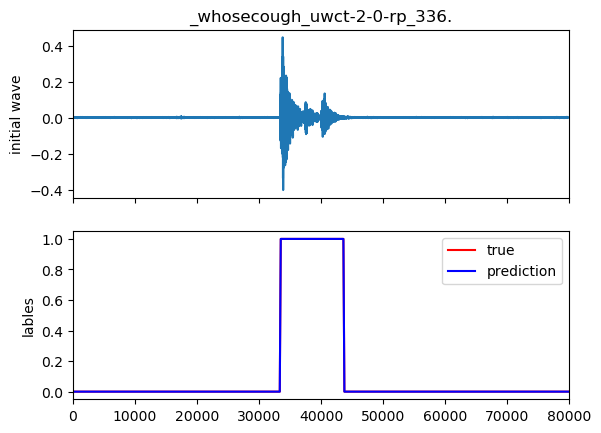 _whosecough_uwct-2-0-rp_336.
initial wave
0.4
0.2
0.0
−0.2
−0.4
lables
1.0
0.8
0.6
0.4
0.2
0.0
true
prediction
0 10000 20000 30000 40000 50000 60000 70000 80000